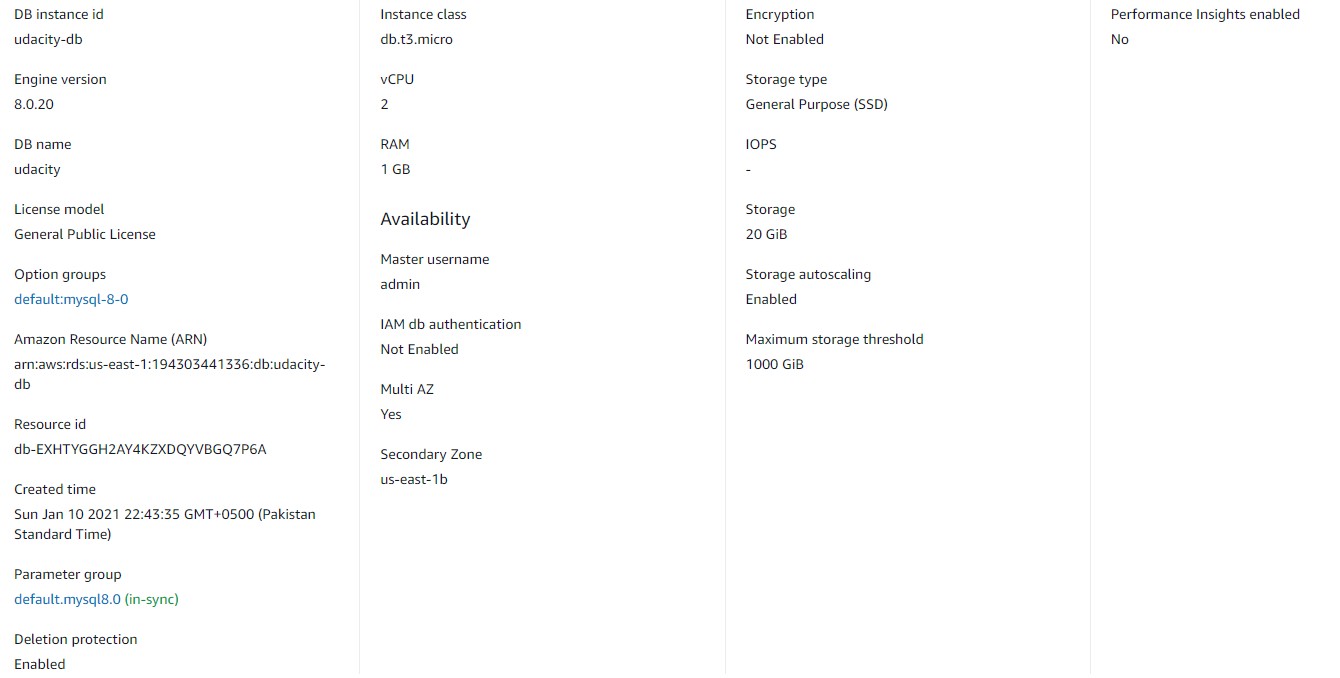 DB instance id
udacity-db
Engine version
8.0.20
DB name
udacity
License model
General Public License
Option groups
default:mysql-8-0
Amazon Resource Name (ARN)
arn:aws:rds:us-east-1:194303441336:db:udacity-
db
Resource id
db-EXHTYGGH2AY4KZXDQYVBGQ7P6A
Created time
Sun Jan 10 2021 22:43:35 GMT+0500 (Pakistan
Standard Time)
Parameter group
default.mysql8.0 (in-sync)
Deletion protection
Enabled
Instance class
db.t3.micro
vCPU
2
RAM
1 GB
Availability
Master username
admin
IAM db authentication
Not Enabled
Multi AZ
Yes
Secondary Zone
us-east-1b
Encryption
Not Enabled
Storage type
General Purpose (SSD)
IOPS
-
Storage
20 GiB
Storage autoscaling
Enabled
Maximum storage threshold
1000 GiB
Performance Insights enabled
No